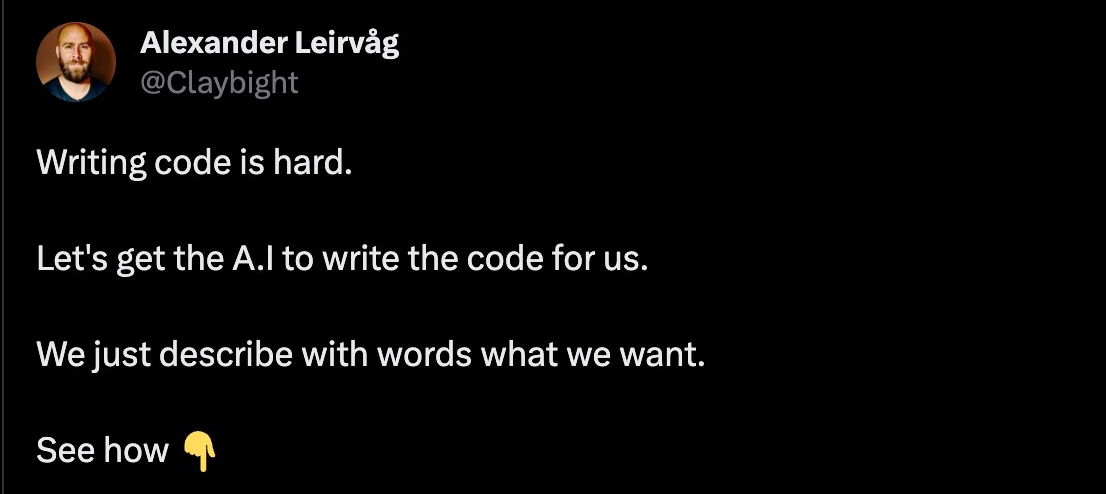 Alexander Leirvåg
@Claybight
Writing code is hard.
Let's get the A.I to write the code for us.
We just describe with words what we want.
See how 👇